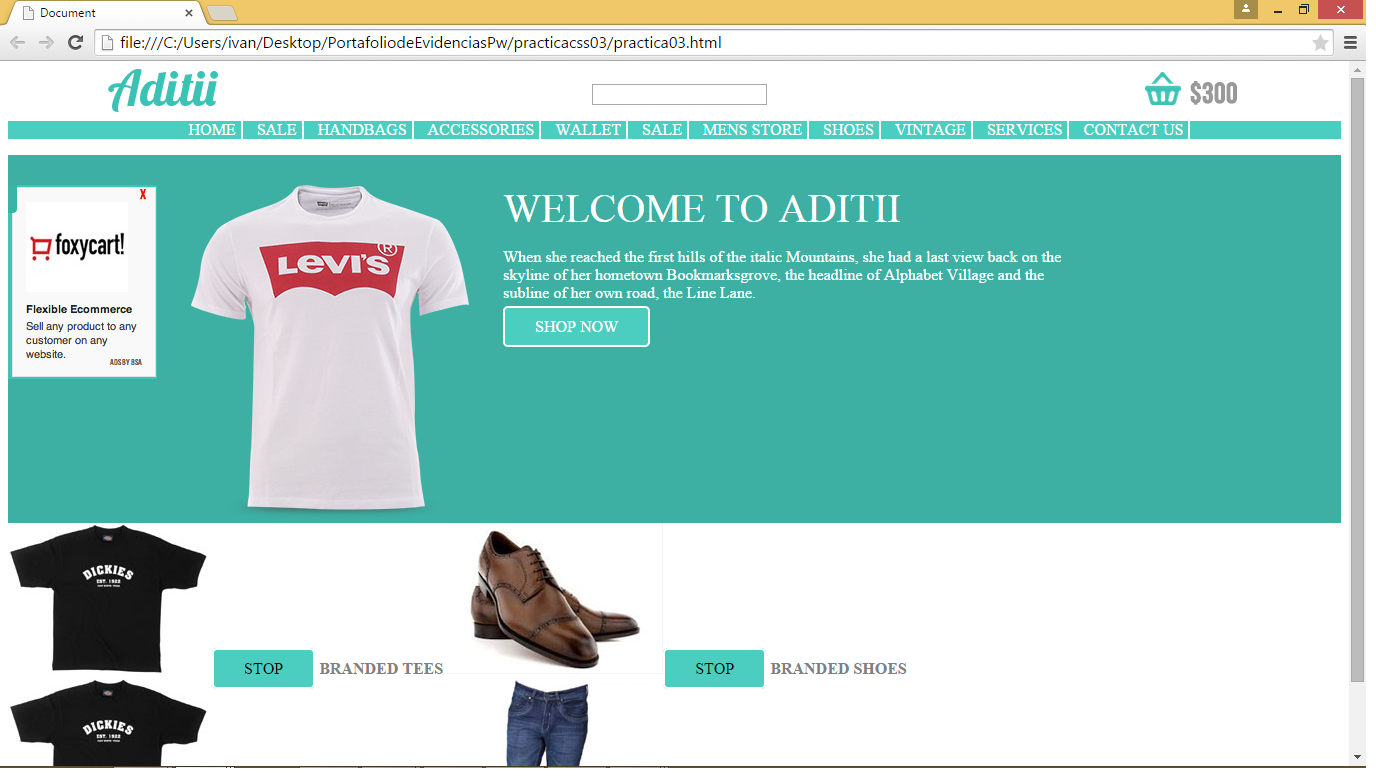 Document
file:///C:/Users/ivan/Desktop/PortafoliodeEvidenciasPw/practicacss03/practica03.html
Aditii
$300
HOME SALE HANDBAGS ACCESSORIES WALLET SALE MENS STORE SHOES VINTAGE SERVICES CONTACT US
X
foxycart!
Flexible Ecommerce
Sell any product to any
customer on any
website.
ADS BY BSA
Levi's ®
WELCOME TO ADITII
When she reached the first hills of the italic Mountains, she had a last view back on the
skyline of her hometown Bookmarksgrove, the headline of Alphabet Village and the
subline of her own road, the Line Lane.
SHOP NOW
DICKIES
EST. 1922
STOP BRANDED TEES
STOP BRANDED SHOES
DICKIES
EST. 1922